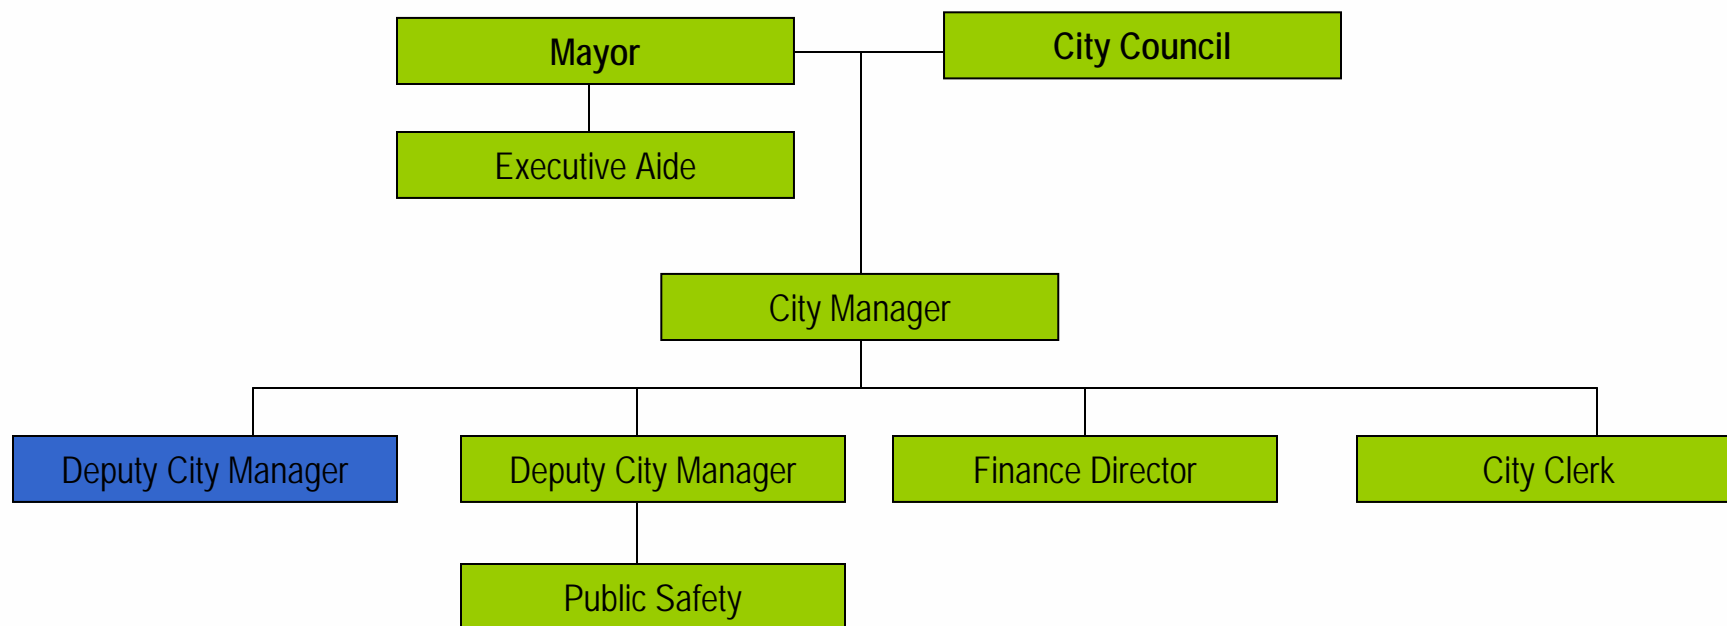 Mayor
City Council
Executive Aide
City Manager
Deputy City Manager
Deputy City Manager
Finance Director
City Clerk
Public Safety